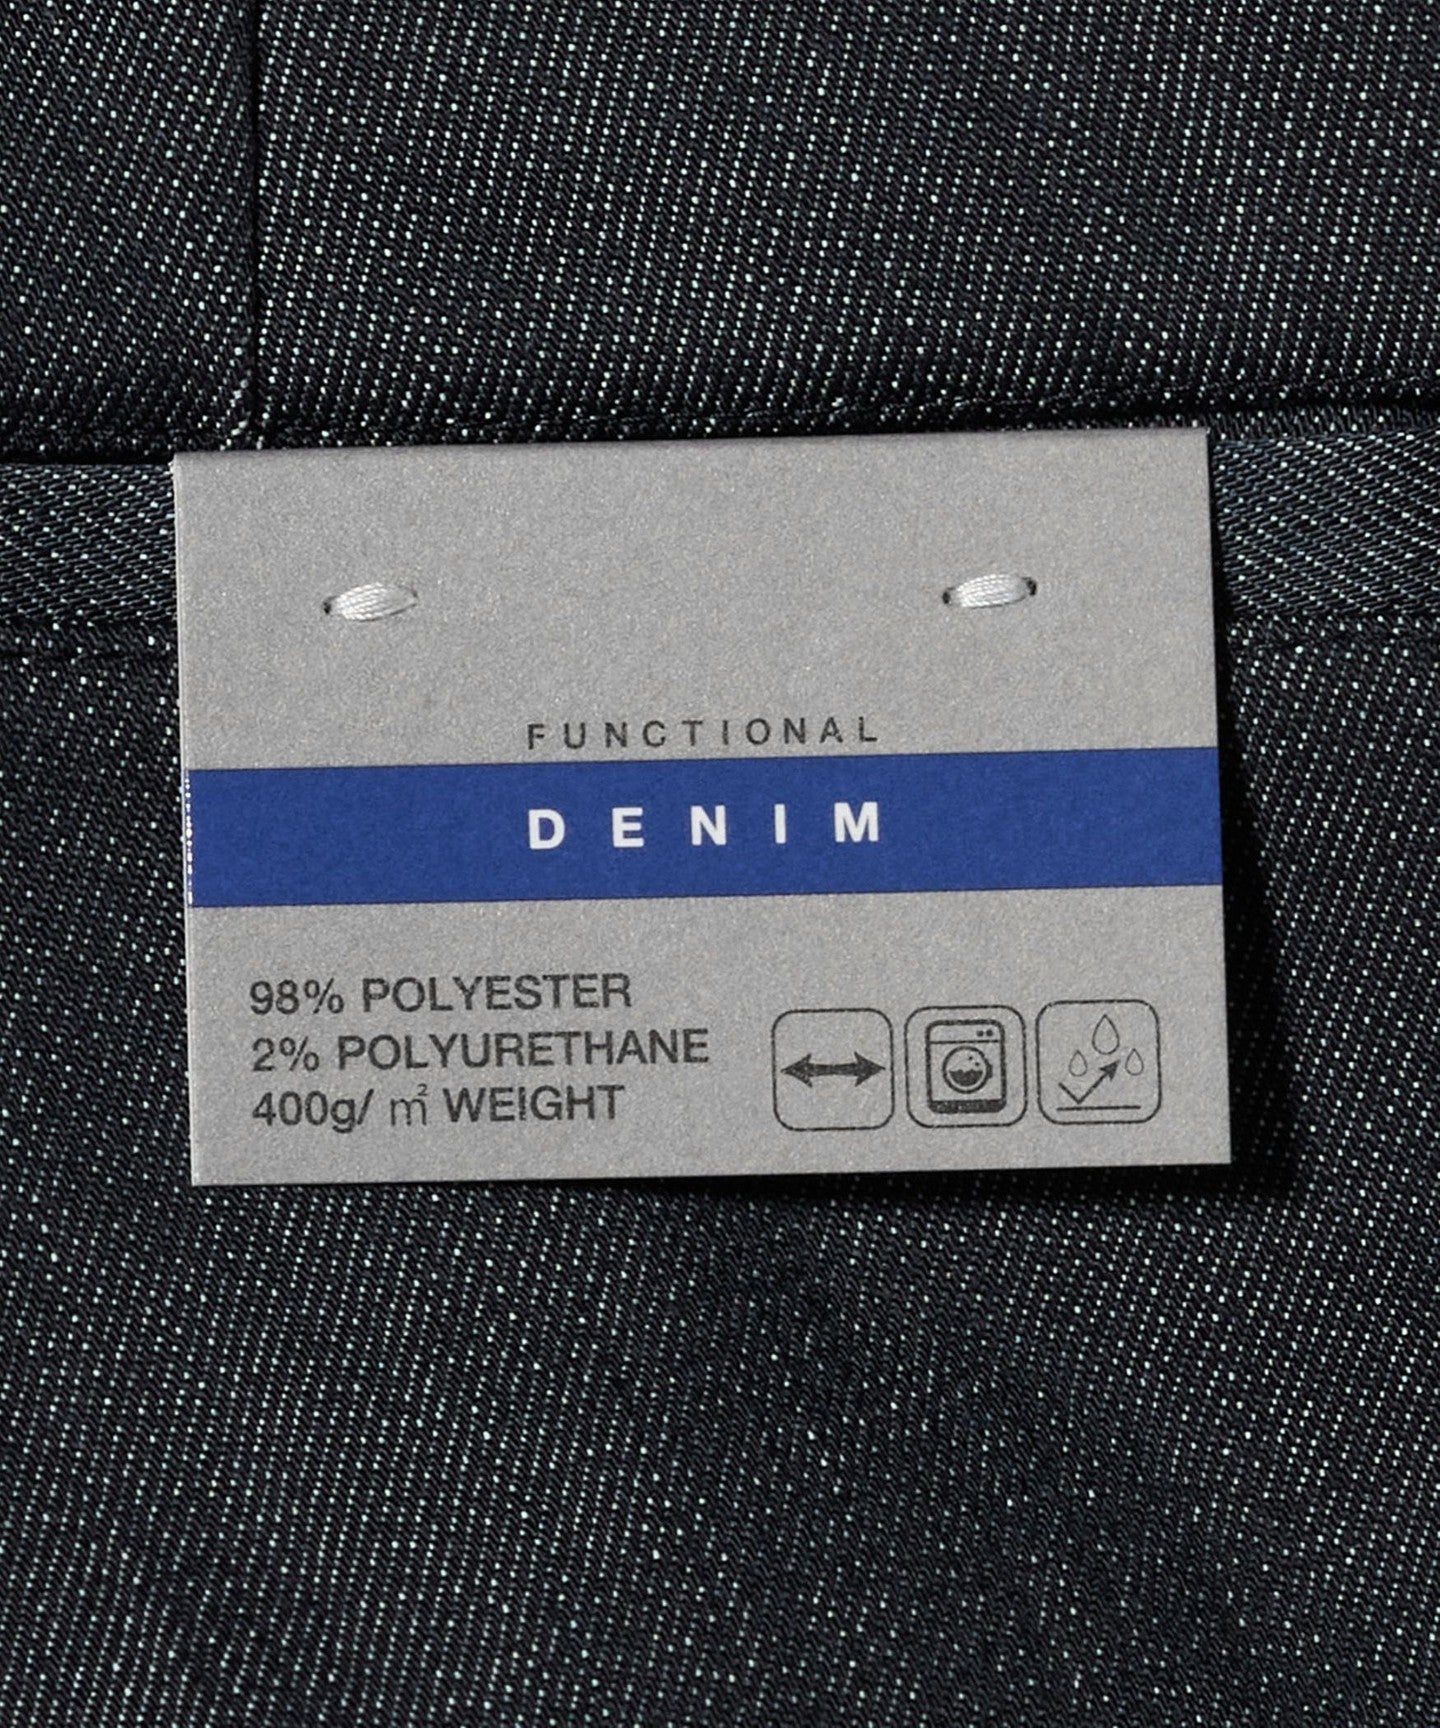 FUNCTIONAL
DENIM
98% POLYESTER
2% POLYURETHANE
400g/ ㎡ WEIGHT